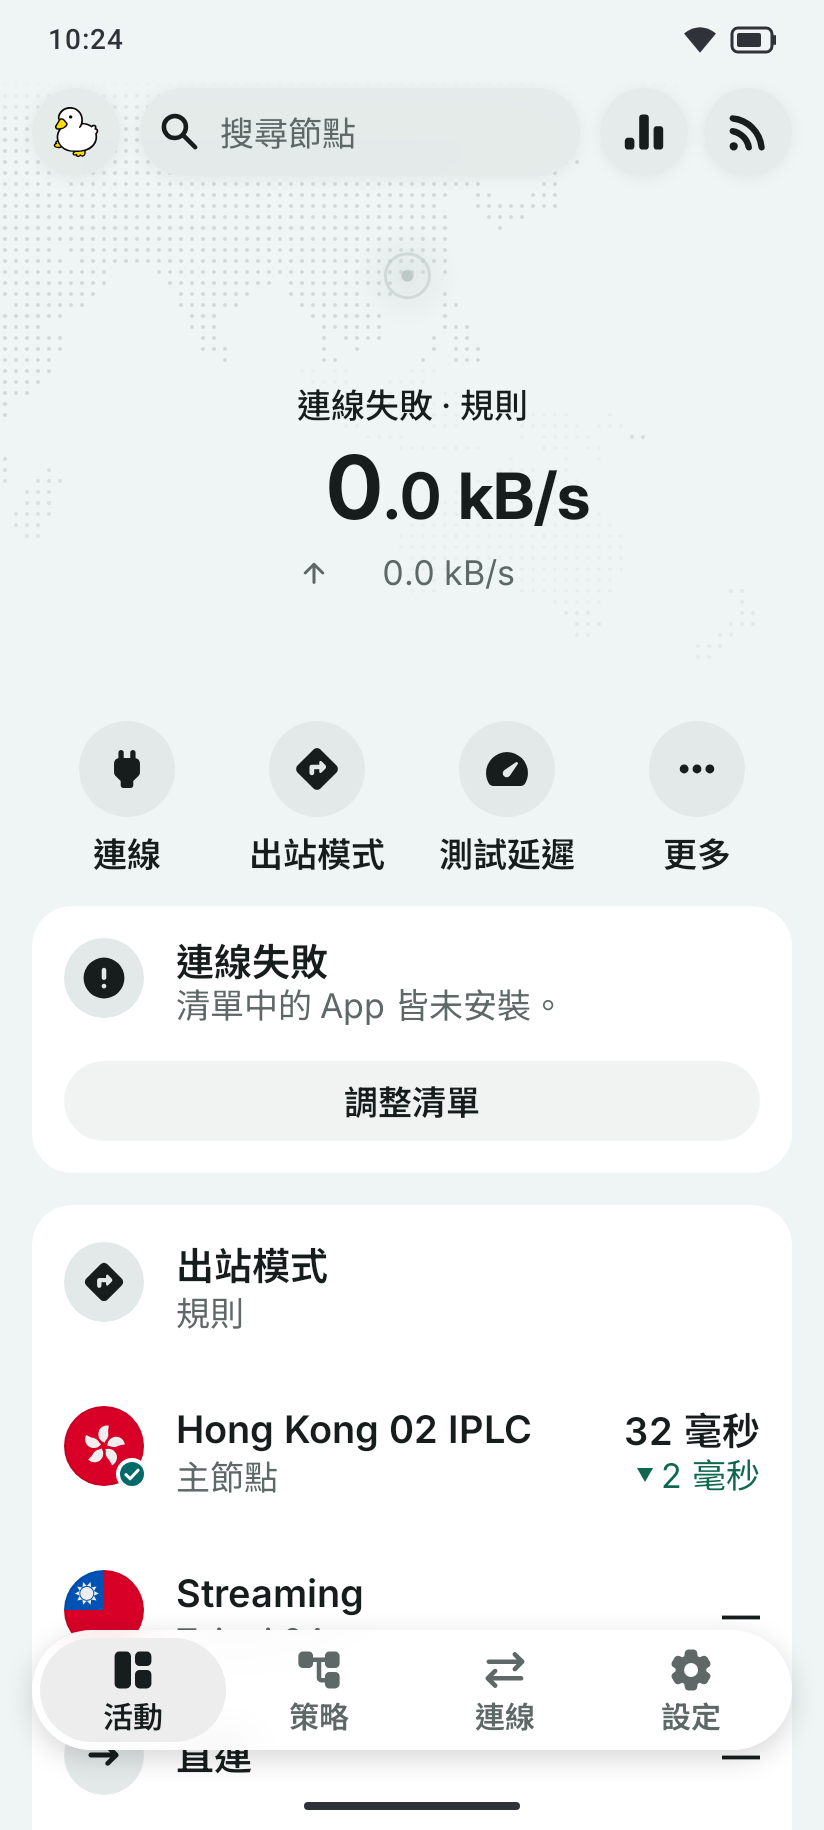 10:24
搜尋節點
連線失敗 · 規則
0.0 kB/s
↑ 0.0 kB/s
連線 出站模式 測試延遲 更多
連線失敗
清單中的 App 皆未安裝。
調整清單
出站模式
規則
Hong Kong 02 IPLC 32 毫秒
主節點 ▼2 毫秒
Streaming —
活動 策略 連線 設定
直連 —